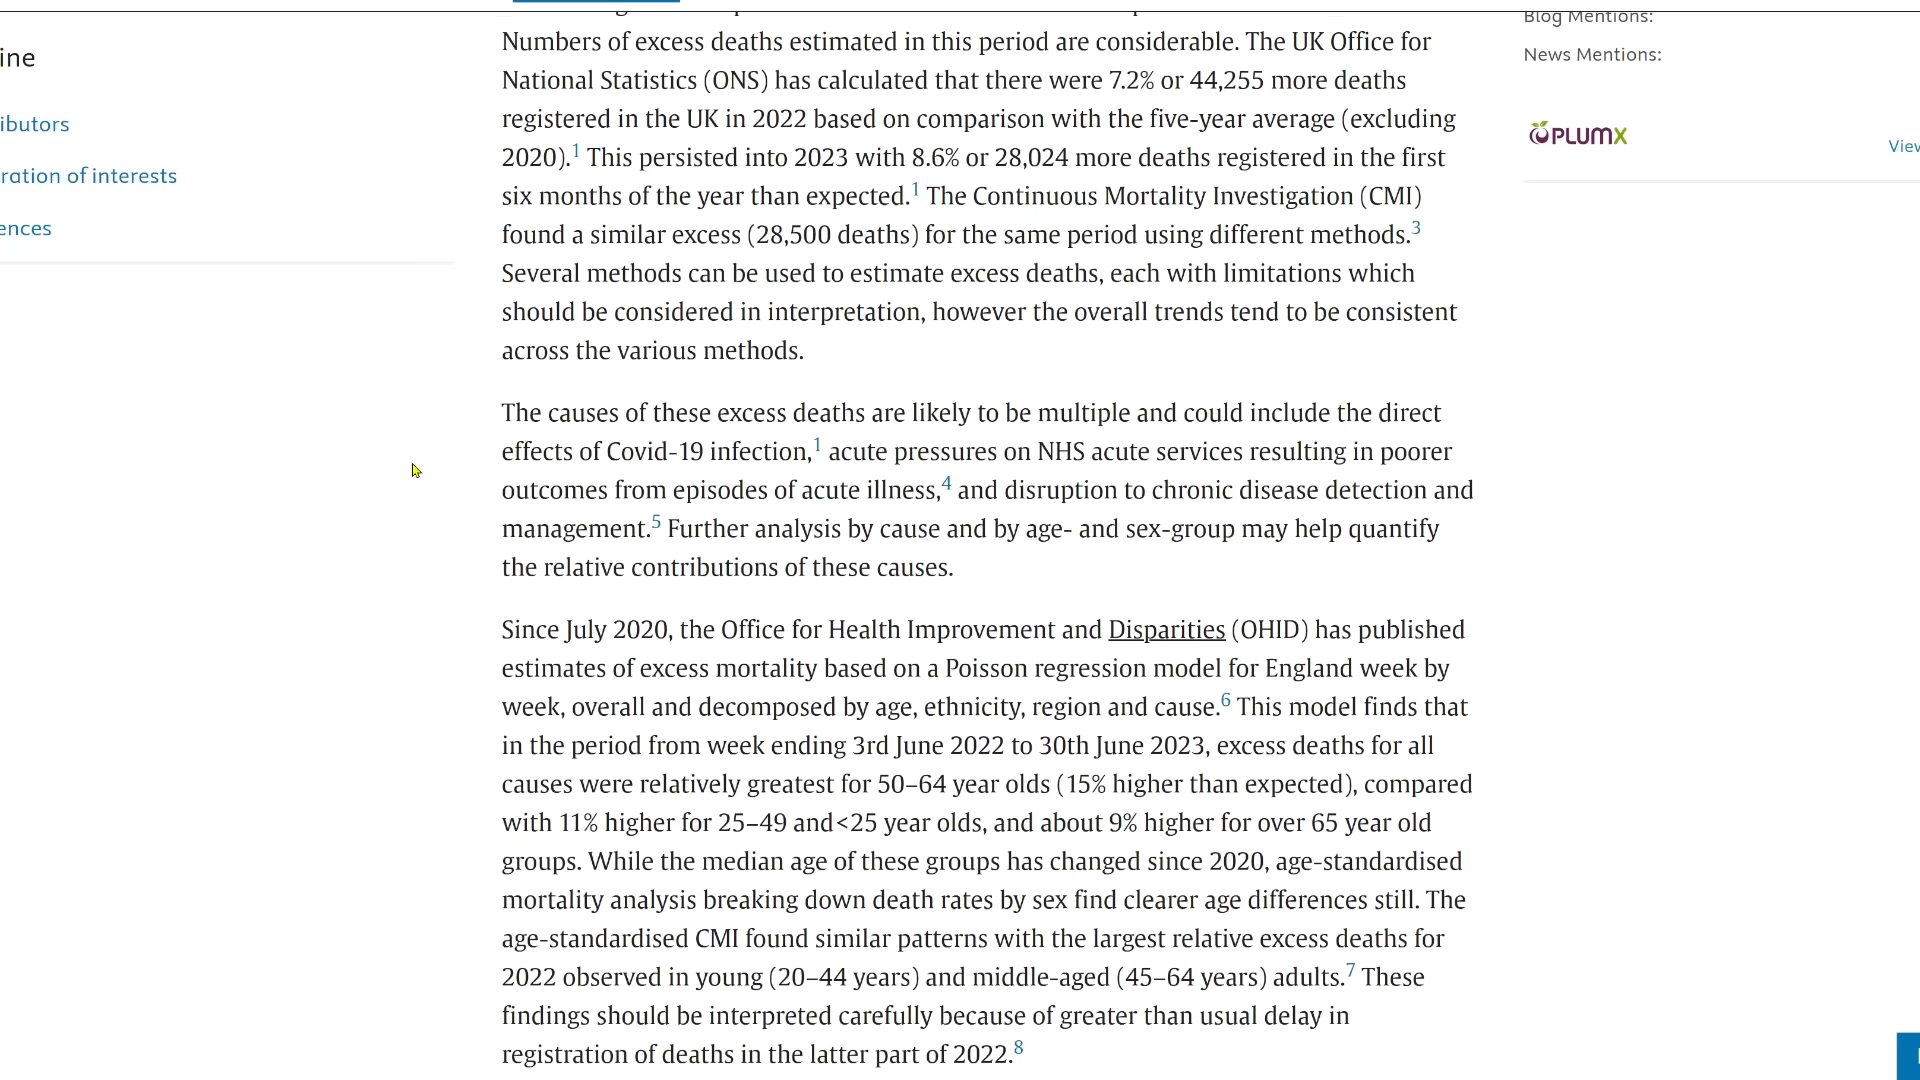 Blog Mentions:
ine
News Mentions:
ibutors
ration of interests
ences
PLUMX
View
Numbers of excess deaths estimated in this period are considerable. The UK Office for
National Statistics (ONS) has calculated that there were 7.2% or 44,255 more deaths
registered in the UK in 2022 based on comparison with the five-year average (excluding
2020).1 This persisted into 2023 with 8.6% or 28,024 more deaths registered in the first
six months of the year than expected.1 The Continuous Mortality Investigation (CMI)
found a similar excess (28,500 deaths) for the same period using different methods.3
Several methods can be used to estimate excess deaths, each with limitations which
should be considered in interpretation, however the overall trends tend to be consistent
across the various methods.
The causes of these excess deaths are likely to be multiple and could include the direct
effects of Covid-19 infection,1 acute pressures on NHS acute services resulting in poorer
outcomes from episodes of acute illness,4 and disruption to chronic disease detection and
management.5 Further analysis by cause and by age- and sex-group may help quantify
the relative contributions of these causes.
Since July 2020, the Office for Health Improvement and Disparities (OHID) has published
estimates of excess mortality based on a Poisson regression model for England week by
week, overall and decomposed by age, ethnicity, region and cause.6 This model finds that
in the period from week ending 3rd June 2022 to 30th June 2023, excess deaths for all
causes were relatively greatest for 50–64 year olds (15% higher than expected), compared
with 11% higher for 25–49 and<25 year olds, and about 9% higher for over 65 year old
groups. While the median age of these groups has changed since 2020, age-standardised
mortality analysis breaking down death rates by sex find clearer age differences still. The
age-standardised CMI found similar patterns with the largest relative excess deaths for
2022 observed in young (20–44 years) and middle-aged (45–64 years) adults.7 These
findings should be interpreted carefully because of greater than usual delay in
registration of deaths in the latter part of 2022.8